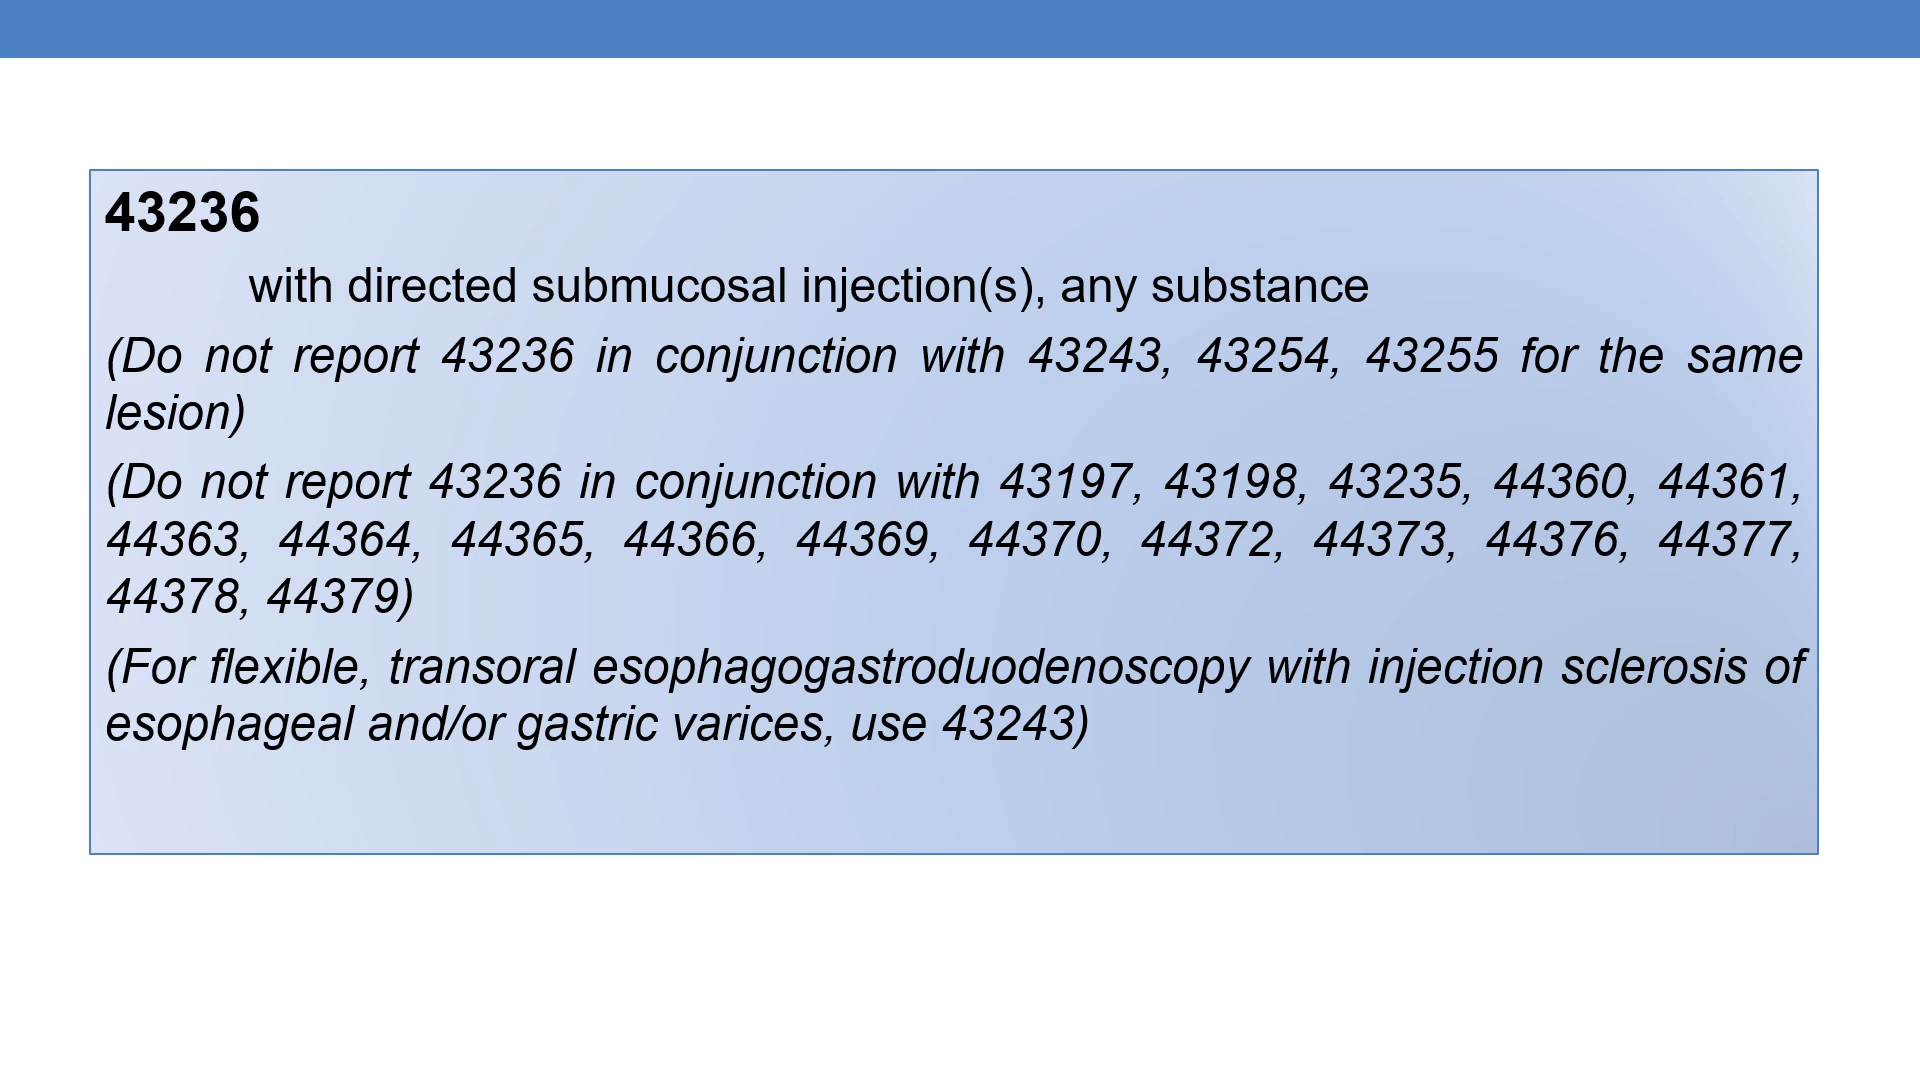 43236
with directed submucosal injection(s), any substance
(Do not report 43236 in conjunction with 43243, 43254, 43255 for the same
lesion)
(Do not report 43236 in conjunction with 43197, 43198, 43235, 44360, 44361,
44363, 44364, 44365, 44366, 44369, 44370, 44372, 44373, 44376, 44377,
44378, 44379)
(For flexible, transoral esophagogastroduodenoscopy with injection sclerosis of
esophageal and/or gastric varices, use 43243)